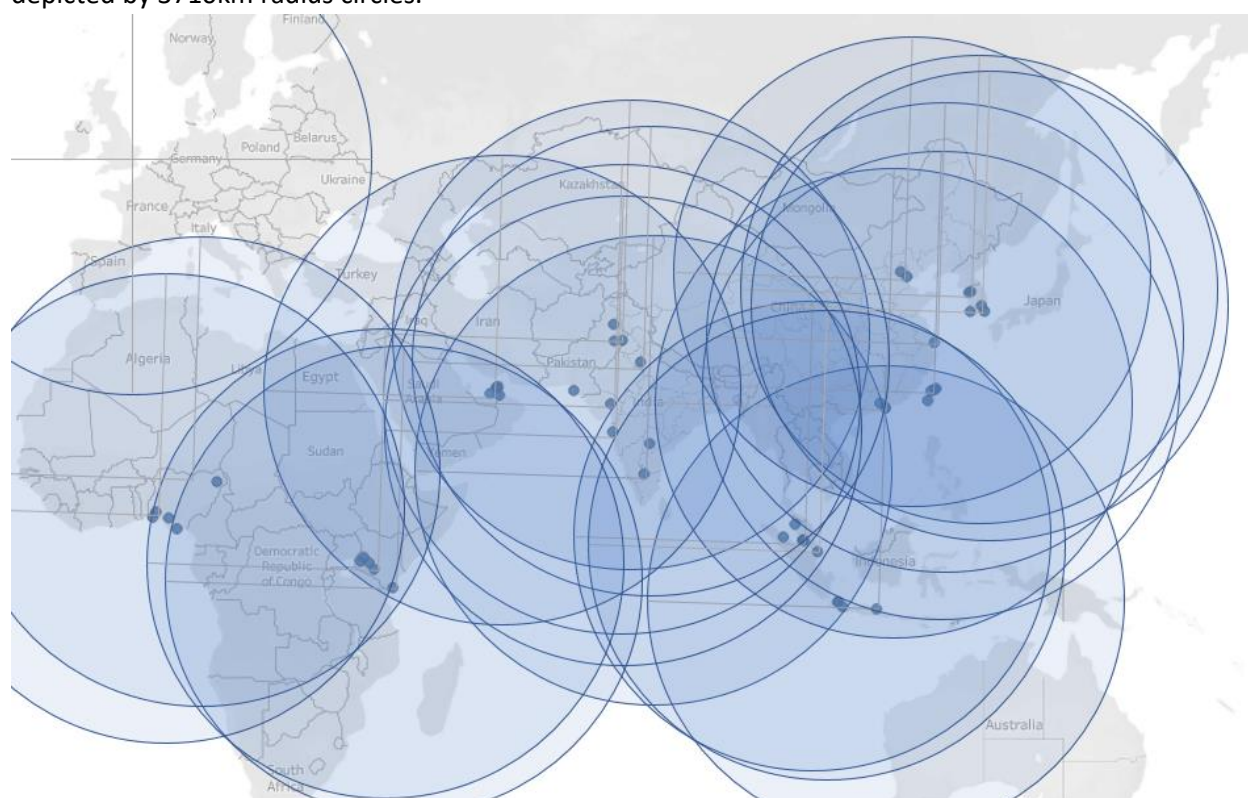 depicted by 3710km radius circles.
Finland
Norway
Belarus
Poland
Germany
Ukraine
Kazakhstan
France
Mongolia
Italy
Spain
Turkey
Japan
China
Iraq
Iran
Algeria
Pakistan
Libya
Egypt
Saudi
Arabia
India
Sudan
Yemen
Democratic
Republic
of Congo
Indonesia
Australia
South
Africa